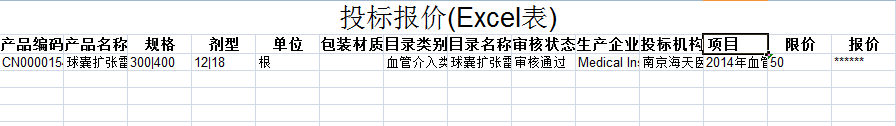 投标报价(Excel表)
产品编码 产品名称 规格 剂型 单位 包装材质 目录类别 目录名称 审核状态 生产企业 投标机构 项目 限价 报价
CN000015 球囊扩张 300|400 12|18 根 血管介入类 球囊扩张 审核通过 Medical Ins 南京海天医 2014年血管 50 ******